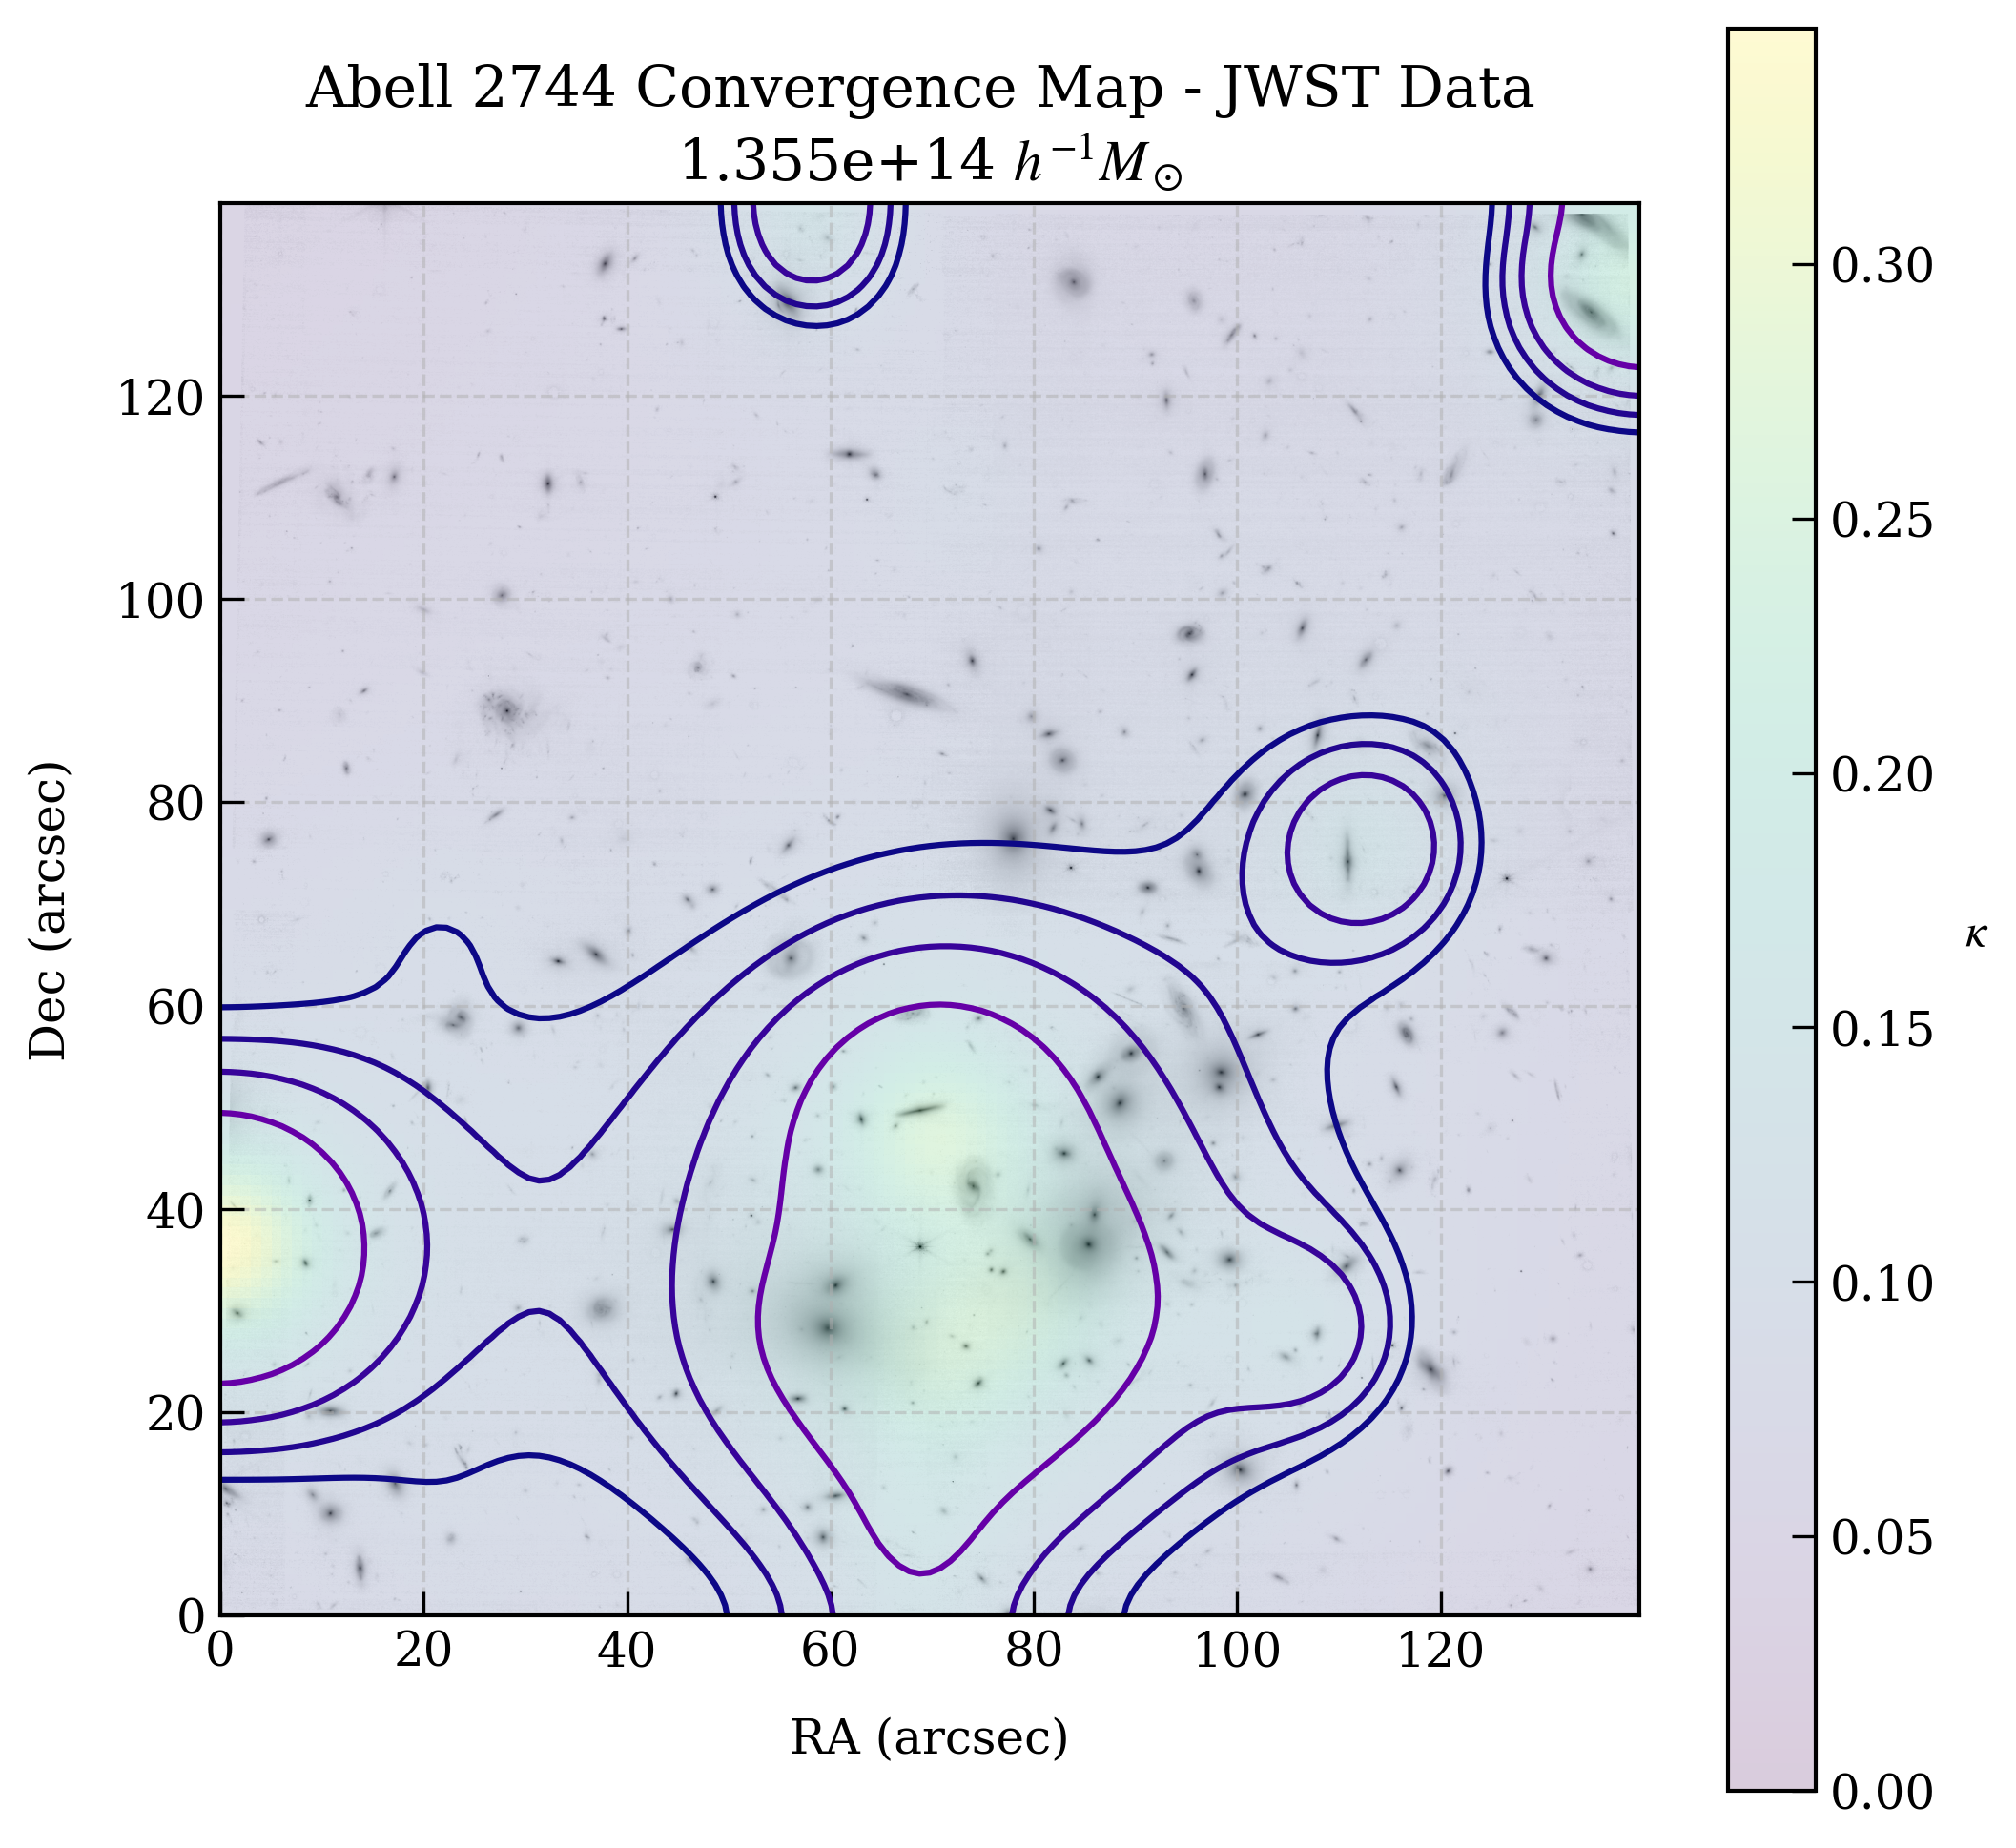 Abell 2744 Convergence Map - JWST Data
1.355e+14 h⁻¹M⊙
Dec (arcsec)
120
100
80
60
40
20
0
0 20 40 60 80 100 120
RA (arcsec)
0.30
0.25
0.20
0.15
0.10
0.05
0.00
κ